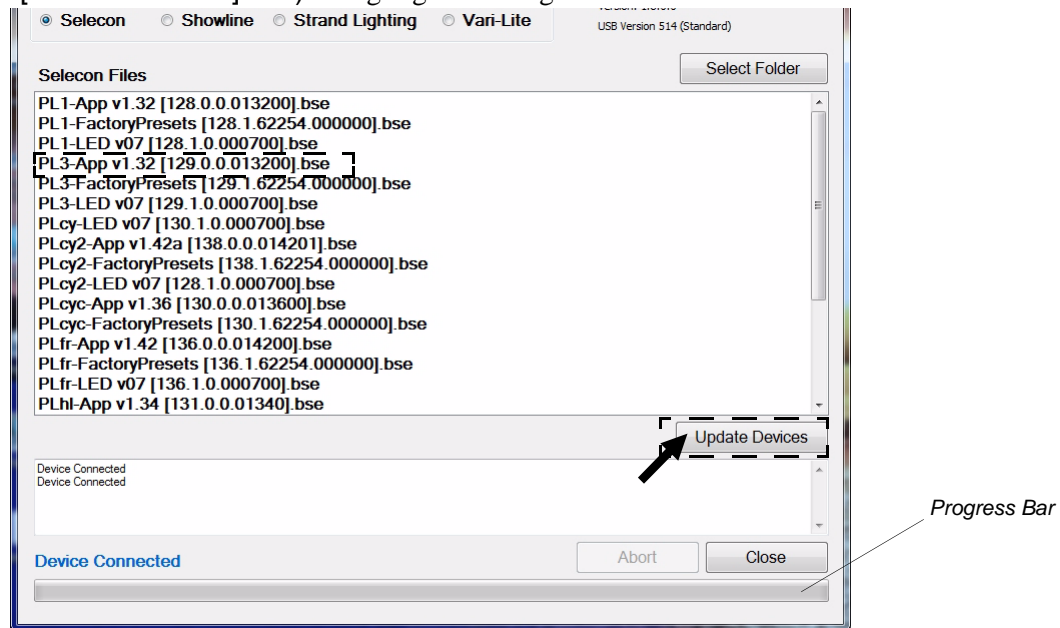 Selecon Showline Strand Lighting Vari-Lite
USB Version 514 (Standard)
Selecon Files
Select Folder
PL1-App v1.32 [128.0.0.013200].bse
PL1-FactoryPresets [128.1.62254.000000].bse
PL1-LED v07 [128.1.0.000700].bse
PL3-App v1.32 [129.0.0.013200].bse
PL3-FactoryPresets [129.1.62254.000000].bse
PL3-LED v07 [129.1.0.000700].bse
PLcy-LED v07 [130.1.0.000700].bse
PLcy2-App v1.42a [138.0.0.014201].bse
PLcy2-FactoryPresets [138.1.62254.000000].bse
PLcy2-LED v07 [128.1.0.000700].bse
PLcyc-App v1.36 [130.0.0.013600].bse
PLcyc-FactoryPresets [130.1.62254.000000].bse
PLfr-App v1.42 [136.0.0.014200].bse
PLfr-FactoryPresets [136.1.62254.000000].bse
PLfr-LED v07 [136.1.0.000700].bse
PLhl-App v1.34 [131.0.0.01340].bse
Update Devices
Device Connected
Device Connected
Progress Bar
Device Connected
Abort
Close